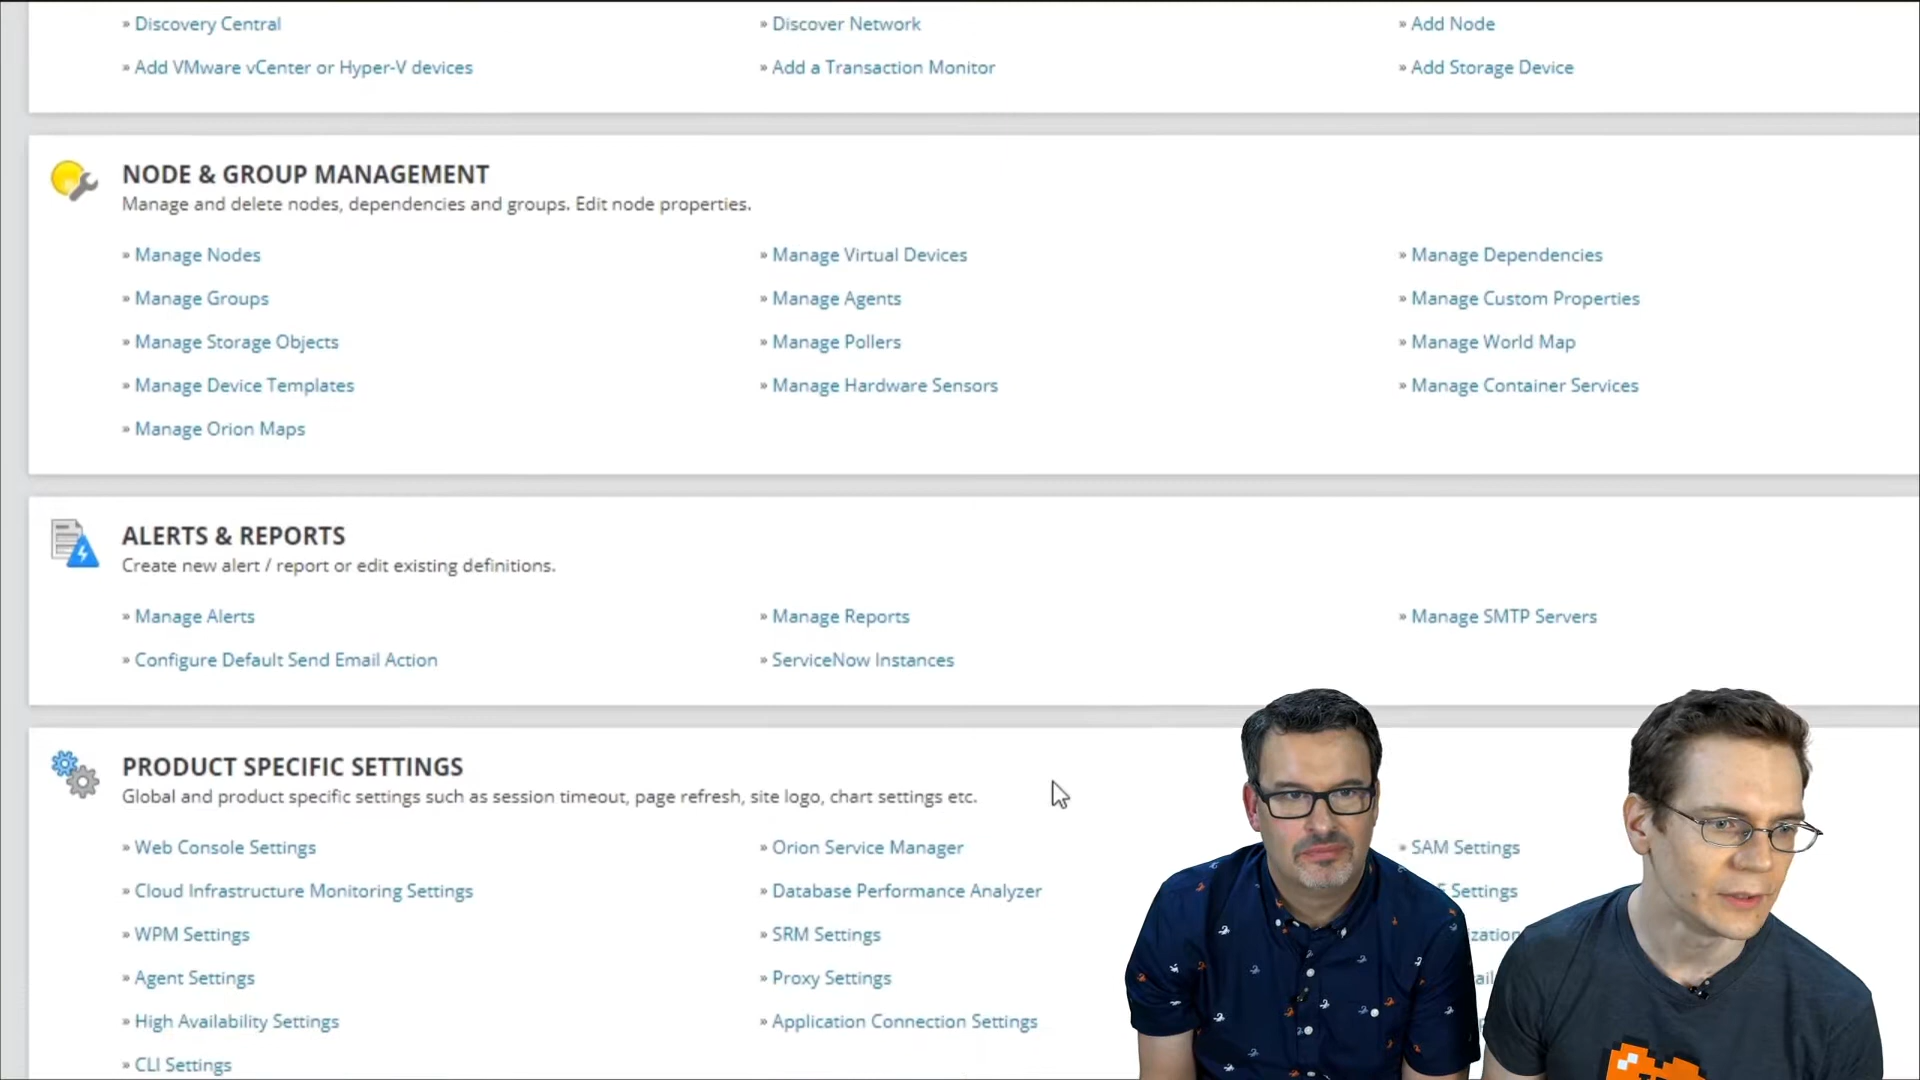 » Discovery Central
» Discover Network
» Add Node
» Add VMware vCenter or Hyper-V devices
» Add a Transaction Monitor
» Add Storage Device
NODE & GROUP MANAGEMENT
Manage and delete nodes, dependencies and groups. Edit node properties.
» Manage Nodes
» Manage Virtual Devices
» Manage Dependencies
» Manage Groups
» Manage Agents
» Manage Custom Properties
» Manage Storage Objects
» Manage Pollers
» Manage World Map
» Manage Device Templates
» Manage Hardware Sensors
» Manage Container Services
» Manage Orion Maps
ALERTS & REPORTS
Create new alert / report or edit existing definitions.
» Manage Alerts
» Manage Reports
» Manage SMTP Servers
» Configure Default Send Email Action
» ServiceNow Instances
PRODUCT SPECIFIC SETTINGS
Global and product specific settings such as session timeout, page refresh, site logo, chart settings etc.
» Web Console Settings
» Orion Service Manager
» SAM Settings
» Cloud Infrastructure Monitoring Settings
» Database Performance Analyzer
Settings
» WPM Settings
» SRM Settings
» Agent Settings
» Proxy Settings
» High Availability Settings
» Application Connection Settings
» CLI Settings